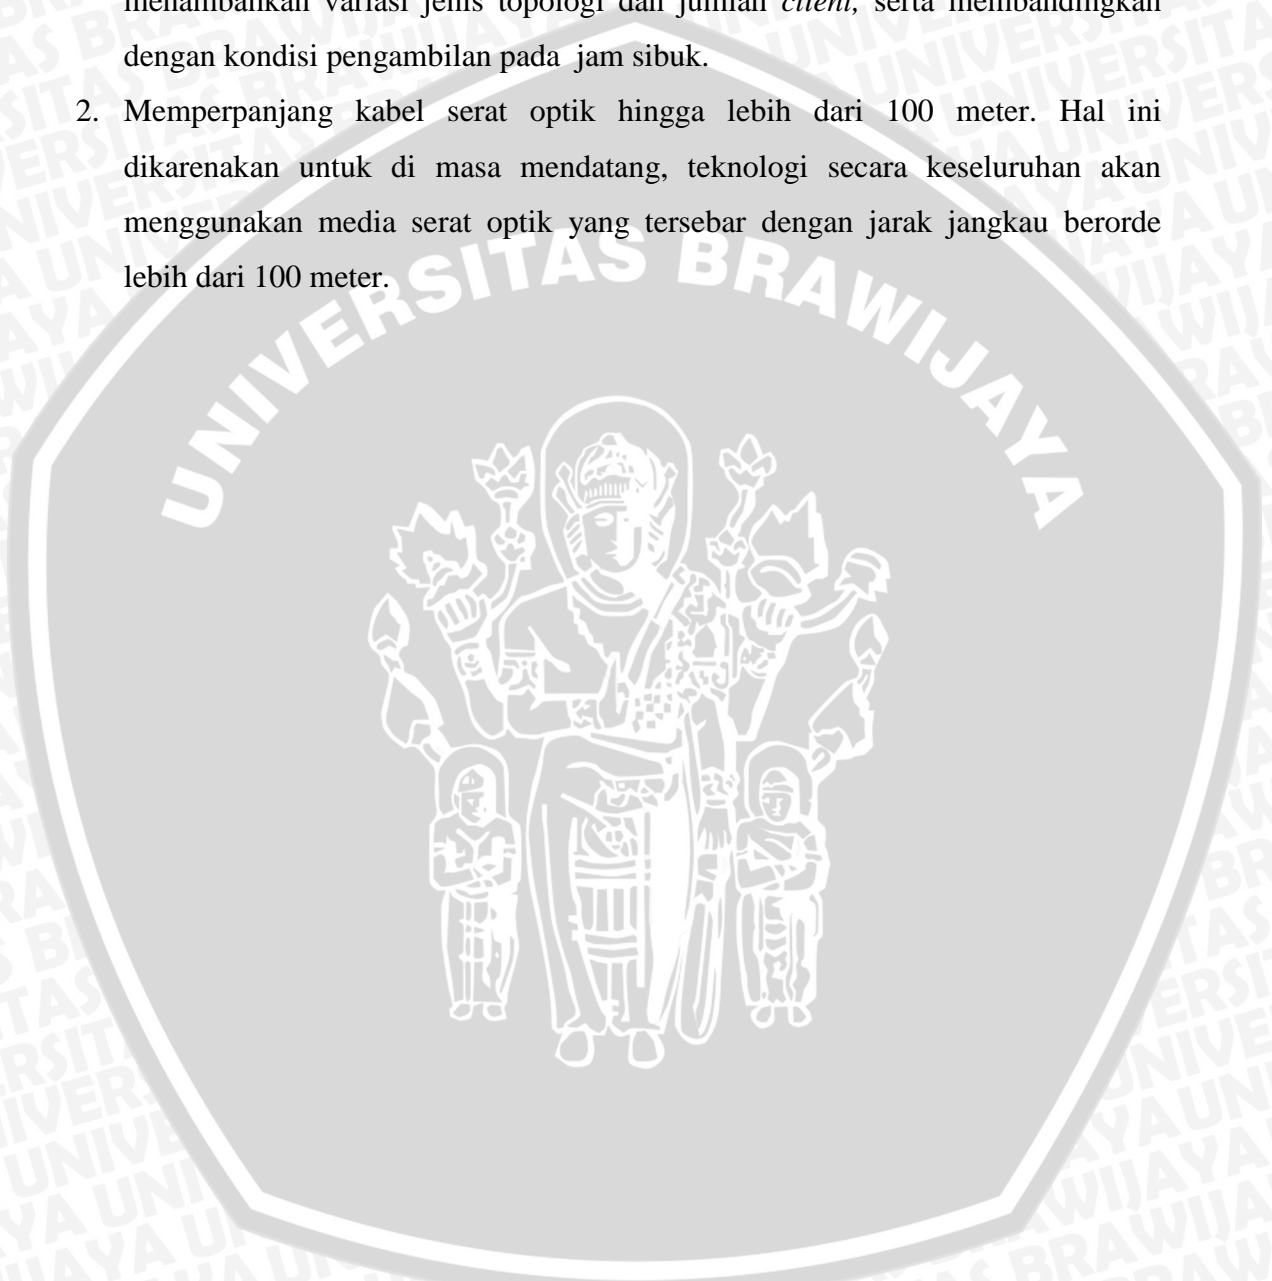 menambahkan variasi jenis topologi dan jumlah client, serta membandingkan
dengan kondisi pengambilan pada jam sibuk.
2. Memperpanjang kabel serat optik hingga lebih dari 100 meter. Hal ini
dikarenakan untuk di masa mendatang, teknologi secara keseluruhan akan
menggunakan media serat optik yang tersebar dengan jarak jangkau berorde
lebih dari 100 meter.
UNIVERSITAS BRAWIJAYA